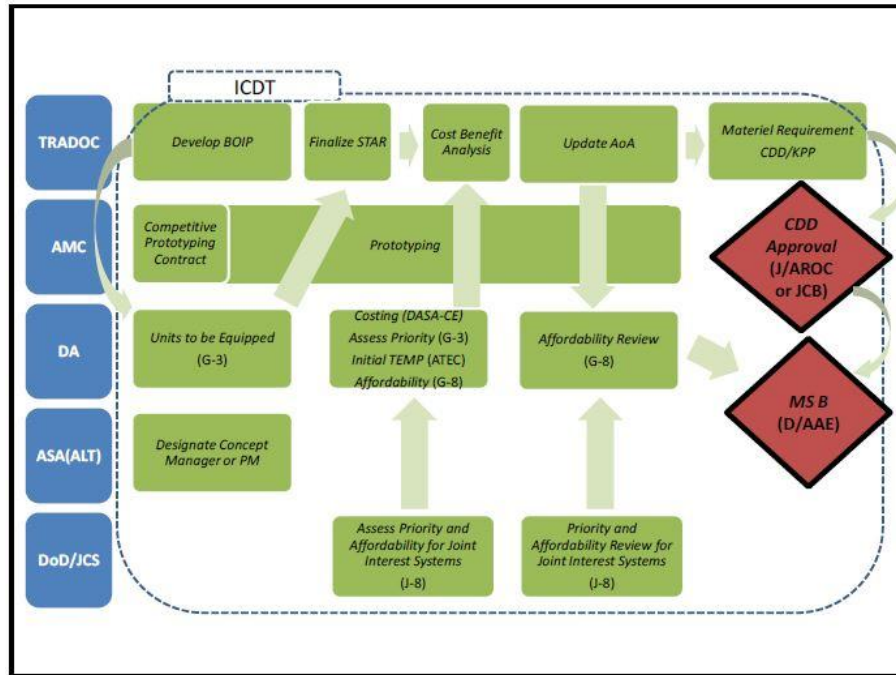 ICDT
TRADOC
Develop BOIP
Finalize STAR
Cost Benefit
Analysis
Update AoA
Materiel Requirement
CDD/KPP
AMC
Competitive
Prototyping
Contract
Prototyping
CDD
Approval
(J/AROC
or JCB)
DA
Units to be Equipped
(G-3)
Costing (DASA-CE)
Assess Priority (G-3)
Initial TEMP (ATEC)
Affordability (G-8)
Affordability Review
(G-8)
MS B
(D/AAE)
ASA(ALT)
Designate Concept
Manager or PM
DoD/JCS
Assess Priority and
Affordability for Joint
Interest Systems
(J-8)
Priority and
Affordability Review for
Joint Interest Systems
(J-8)